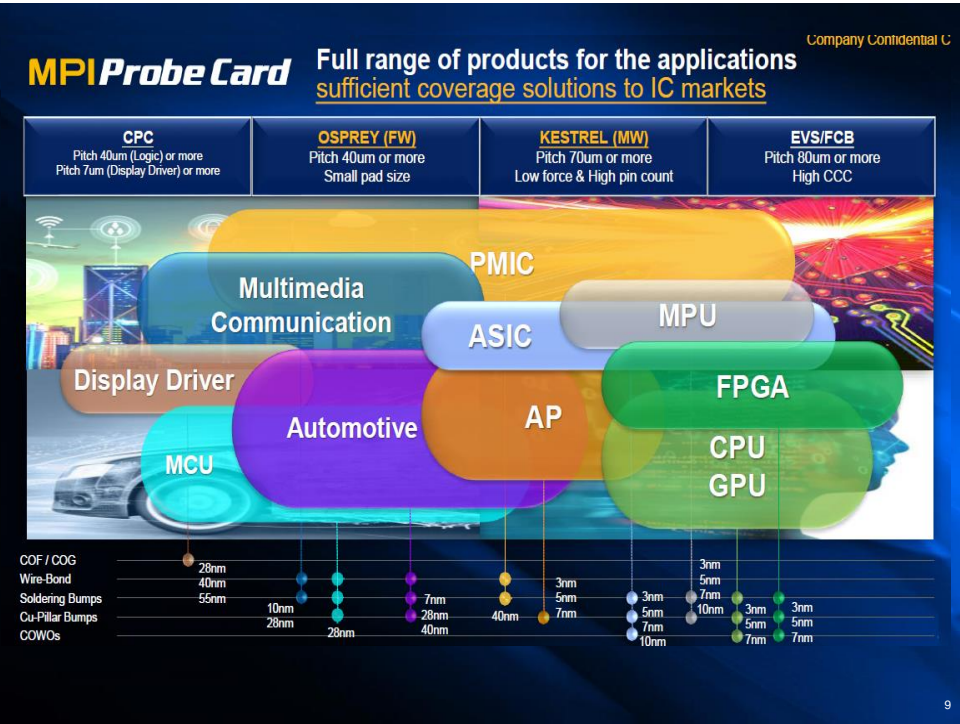 Company Confidential C
MPI Probe Card
Full range of products for the applications
sufficient coverage solutions to IC markets
CPC
Pitch 40um (Logic) or more
Pitch 7um (Display Driver) or more
OSPREY (FW)
Pitch 40um or more
Small pad size
KESTREL (MW)
Pitch 70um or more
Low force & High pin count
EVS/FCB
Pitch 80um or more
High CCC
PMIC
Multimedia
Communication
MPU
ASIC
Display Driver
FPGA
Automotive
AP
MCU
CPU
GPU
COF / COG
Wire-Bond
Soldering Bumps
Cu-Pillar Bumps
COWOs
28nm
40nm
55nm
10nm
28nm
28nm
7nm
28nm
40nm
40nm
3nm
5nm
7nm
3nm
5nm
7nm
10nm
3nm
5nm
7nm
10nm
3nm
5nm
7nm
3nm
5nm
7nm
9